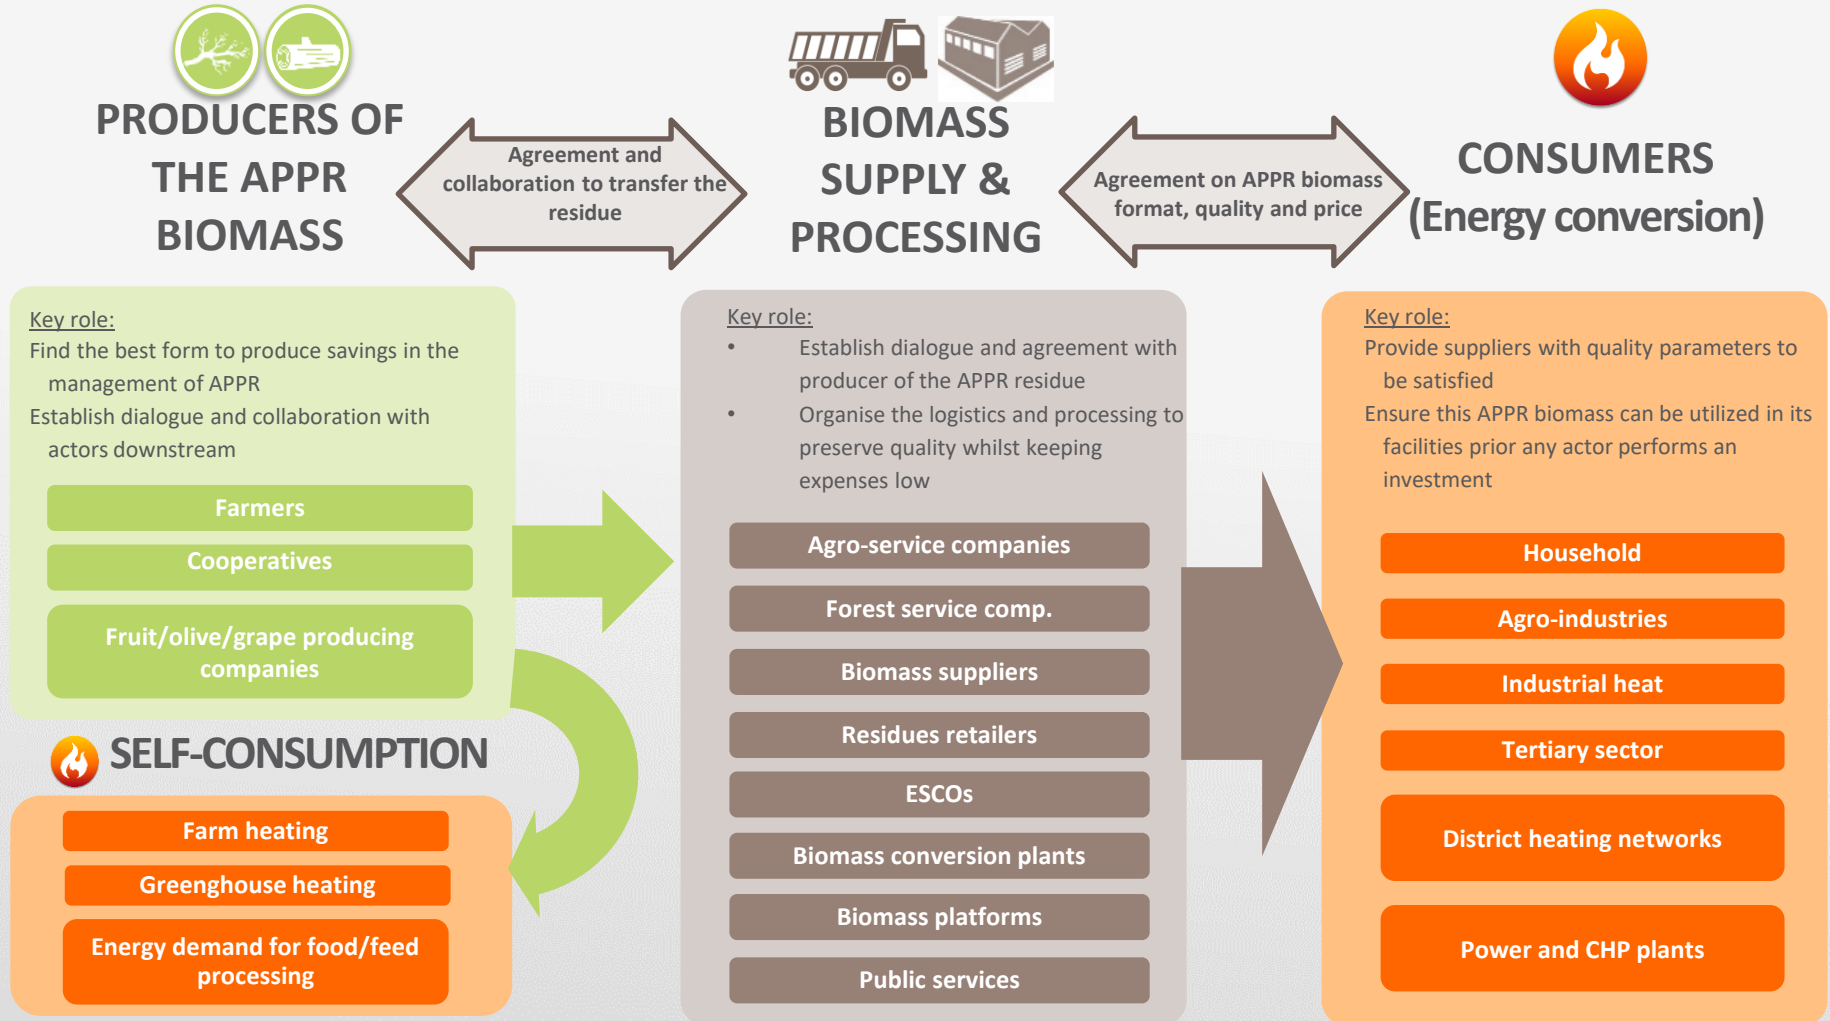 PRODUCERS OF
THE APPR
BIOMASS
Agreement and
collaboration to transfer the
residue
BIOMASS
SUPPLY &
PROCESSING
Agreement on APPR biomass
format, quality and price
CONSUMERS
(Energy conversion)
Key role:
Find the best form to produce savings in the
management of APPR
Establish dialogue and collaboration with
actors downstream
Farmers
Cooperatives
Fruit/olive/grape producing
companies
SELF-CONSUMPTION
Farm heating
Greenghouse heating
Energy demand for food/feed
processing
Key role:
• Establish dialogue and agreement with
producer of the APPR residue
• Organise the logistics and processing to
preserve quality whilst keeping
expenses low
Agro-service companies
Forest service comp.
Biomass suppliers
Residues retailers
ESCOs
Biomass conversion plants
Biomass platforms
Public services
Key role:
Provide suppliers with quality parameters to
be satisfied
Ensure this APPR biomass can be utilized in its
facilities prior any actor performs an
investment
Household
Agro-industries
Industrial heat
Tertiary sector
District heating networks
Power and CHP plants